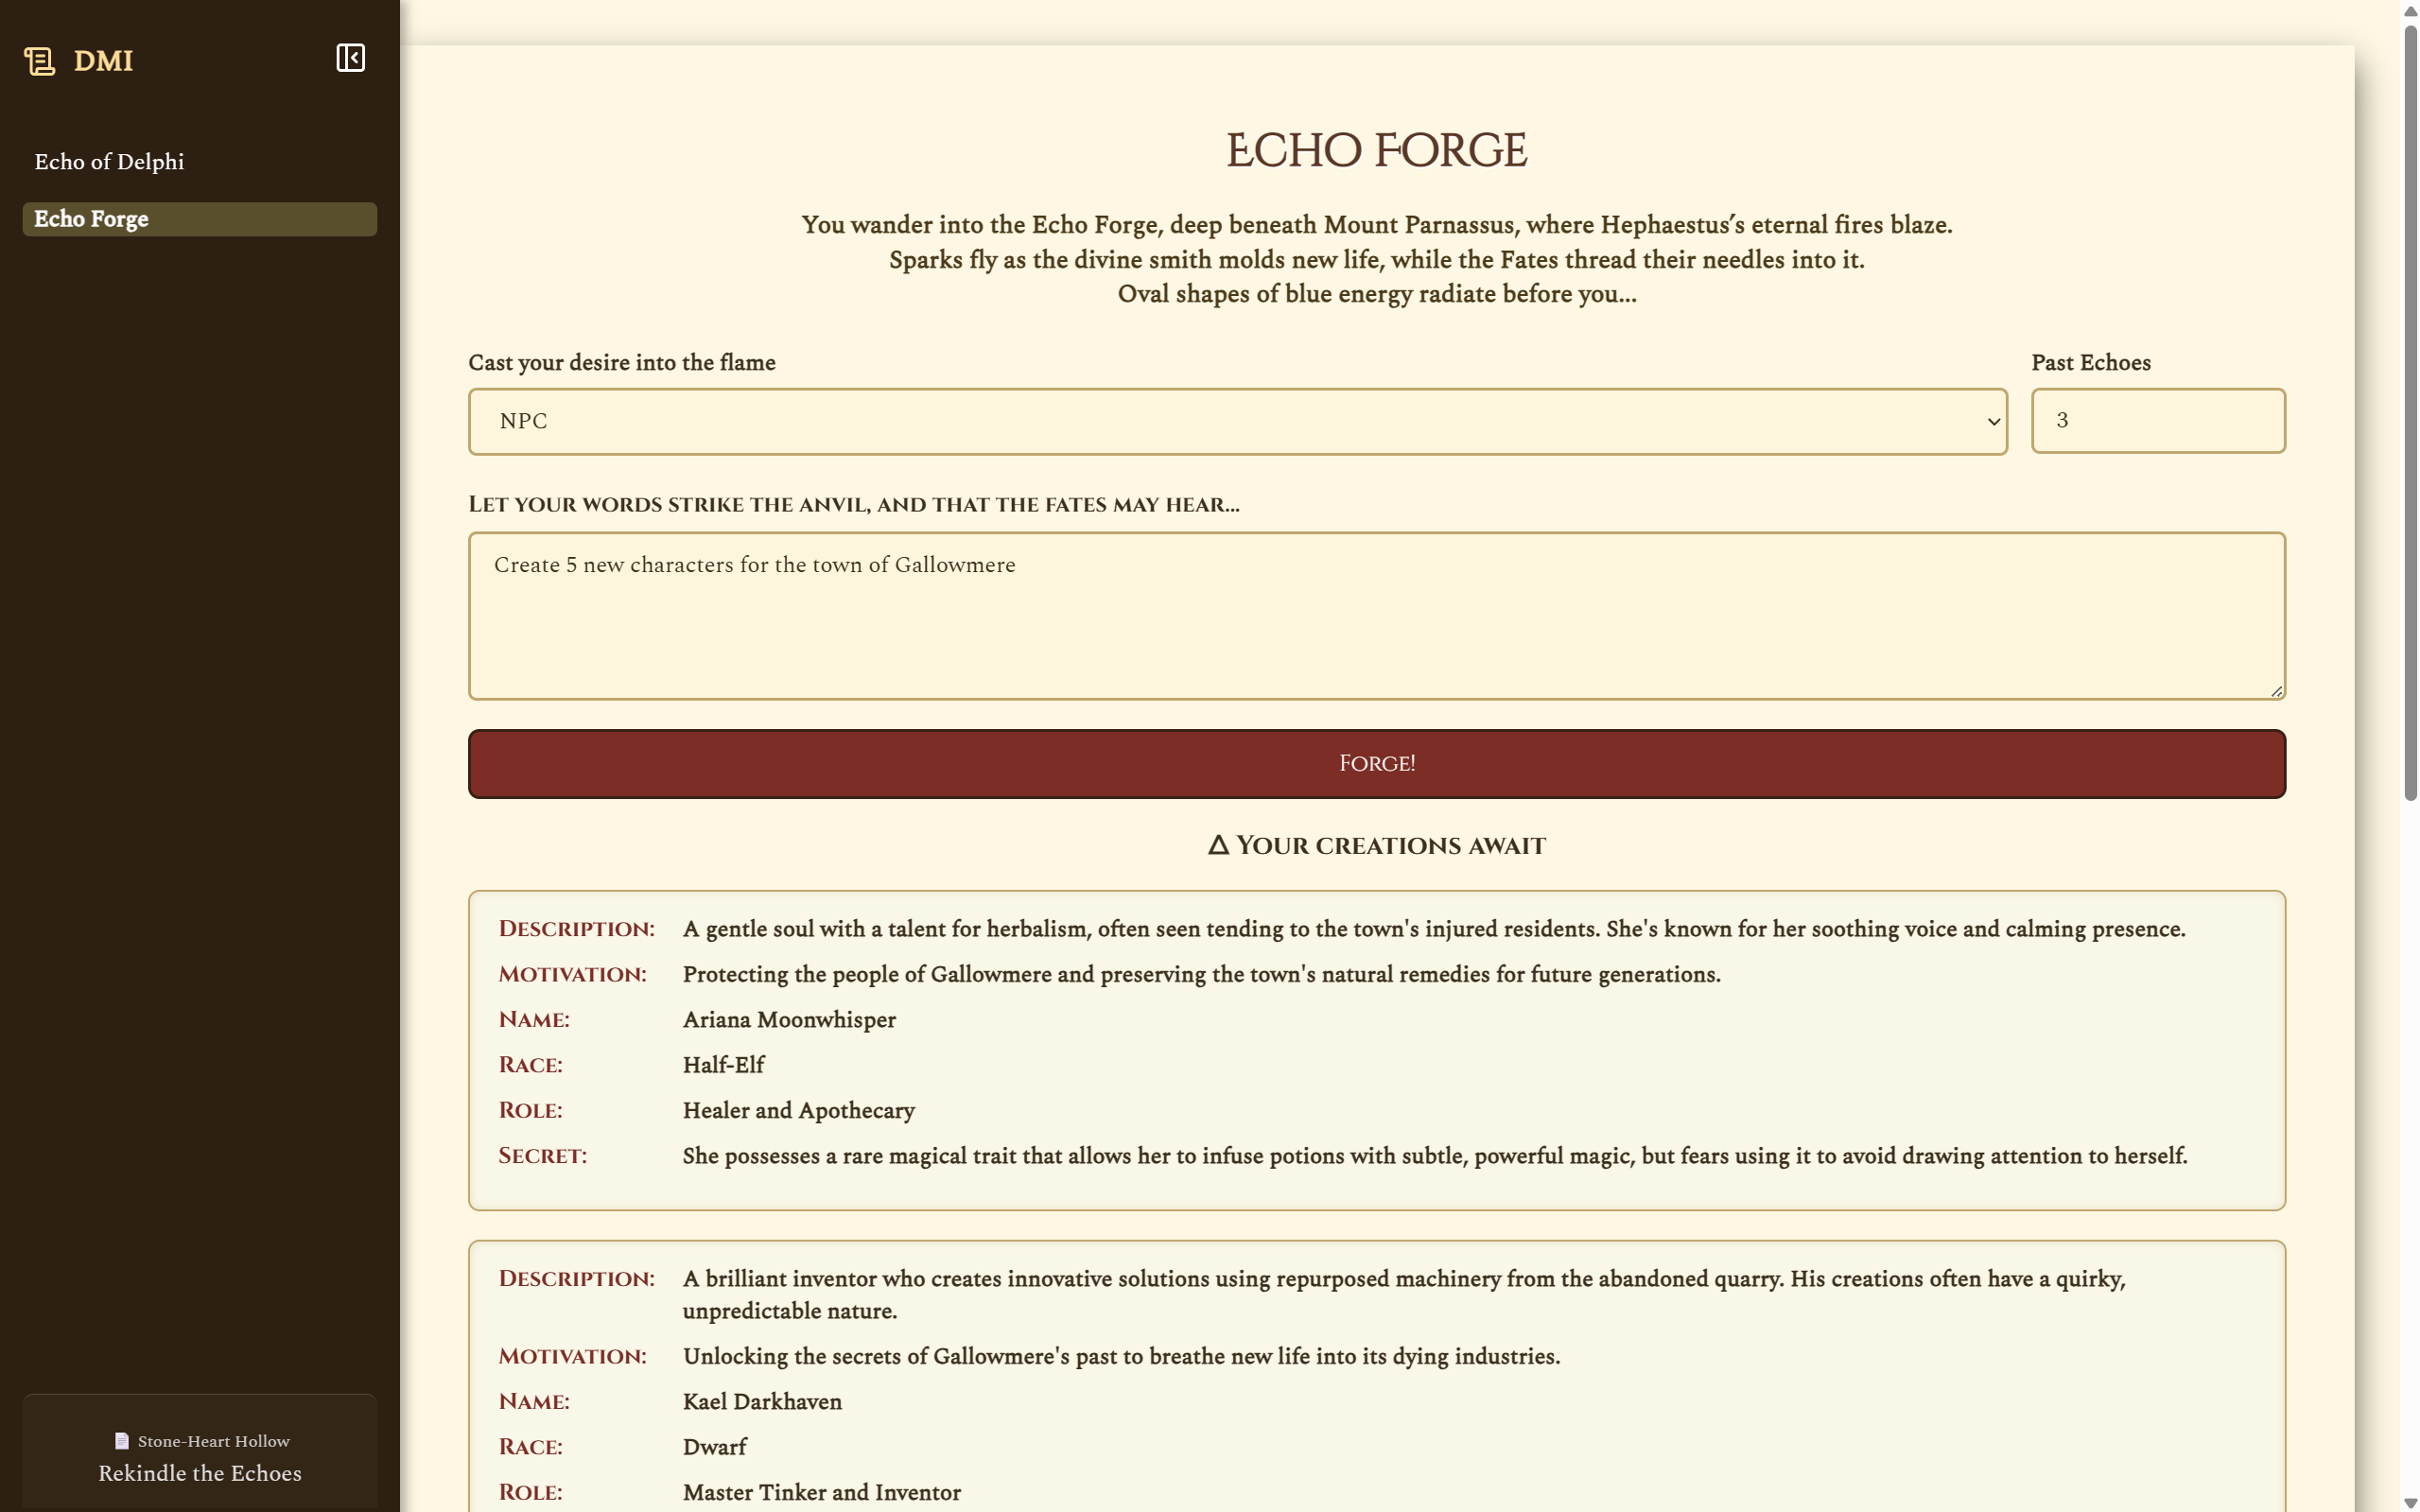 DMI
Echo of Delphi
Echo Forge
Stone-Heart Hollow
Rekindle the Echoes
Echo Forge
You wander into the Echo Forge, deep beneath Mount Parnassus, where Hephaestus’s eternal fires blaze.
Sparks fly as the divine smith molds new life, while the Fates thread their needles into it.
Oval shapes of blue energy radiate before you...
Cast your desire into the flame
Past Echoes
NPC
3
Let your words strike the anvil, and that the fates may hear...
Create 5 new characters for the town of Gallowmere
Forge!
🜂 Your creations await
Description: A gentle soul with a talent for herbalism, often seen tending to the town's injured residents. She's known for her soothing voice and calming presence.
Motivation: Protecting the people of Gallowmere and preserving the town's natural remedies for future generations.
Name: Ariana Moonwhisper
Race: Half-Elf
Role: Healer and Apothecary
Secret: She possesses a rare magical trait that allows her to infuse potions with subtle, powerful magic, but fears using it to avoid drawing attention to herself.
Description: A brilliant inventor who creates innovative solutions using repurposed machinery from the abandoned quarry. His creations often have a quirky,
unpredictable nature.
Motivation: Unlocking the secrets of Gallowmere's past to breathe new life into its dying industries.
Name: Kael Darkhaven
Race: Dwarf
Role: Master Tinker and Inventor